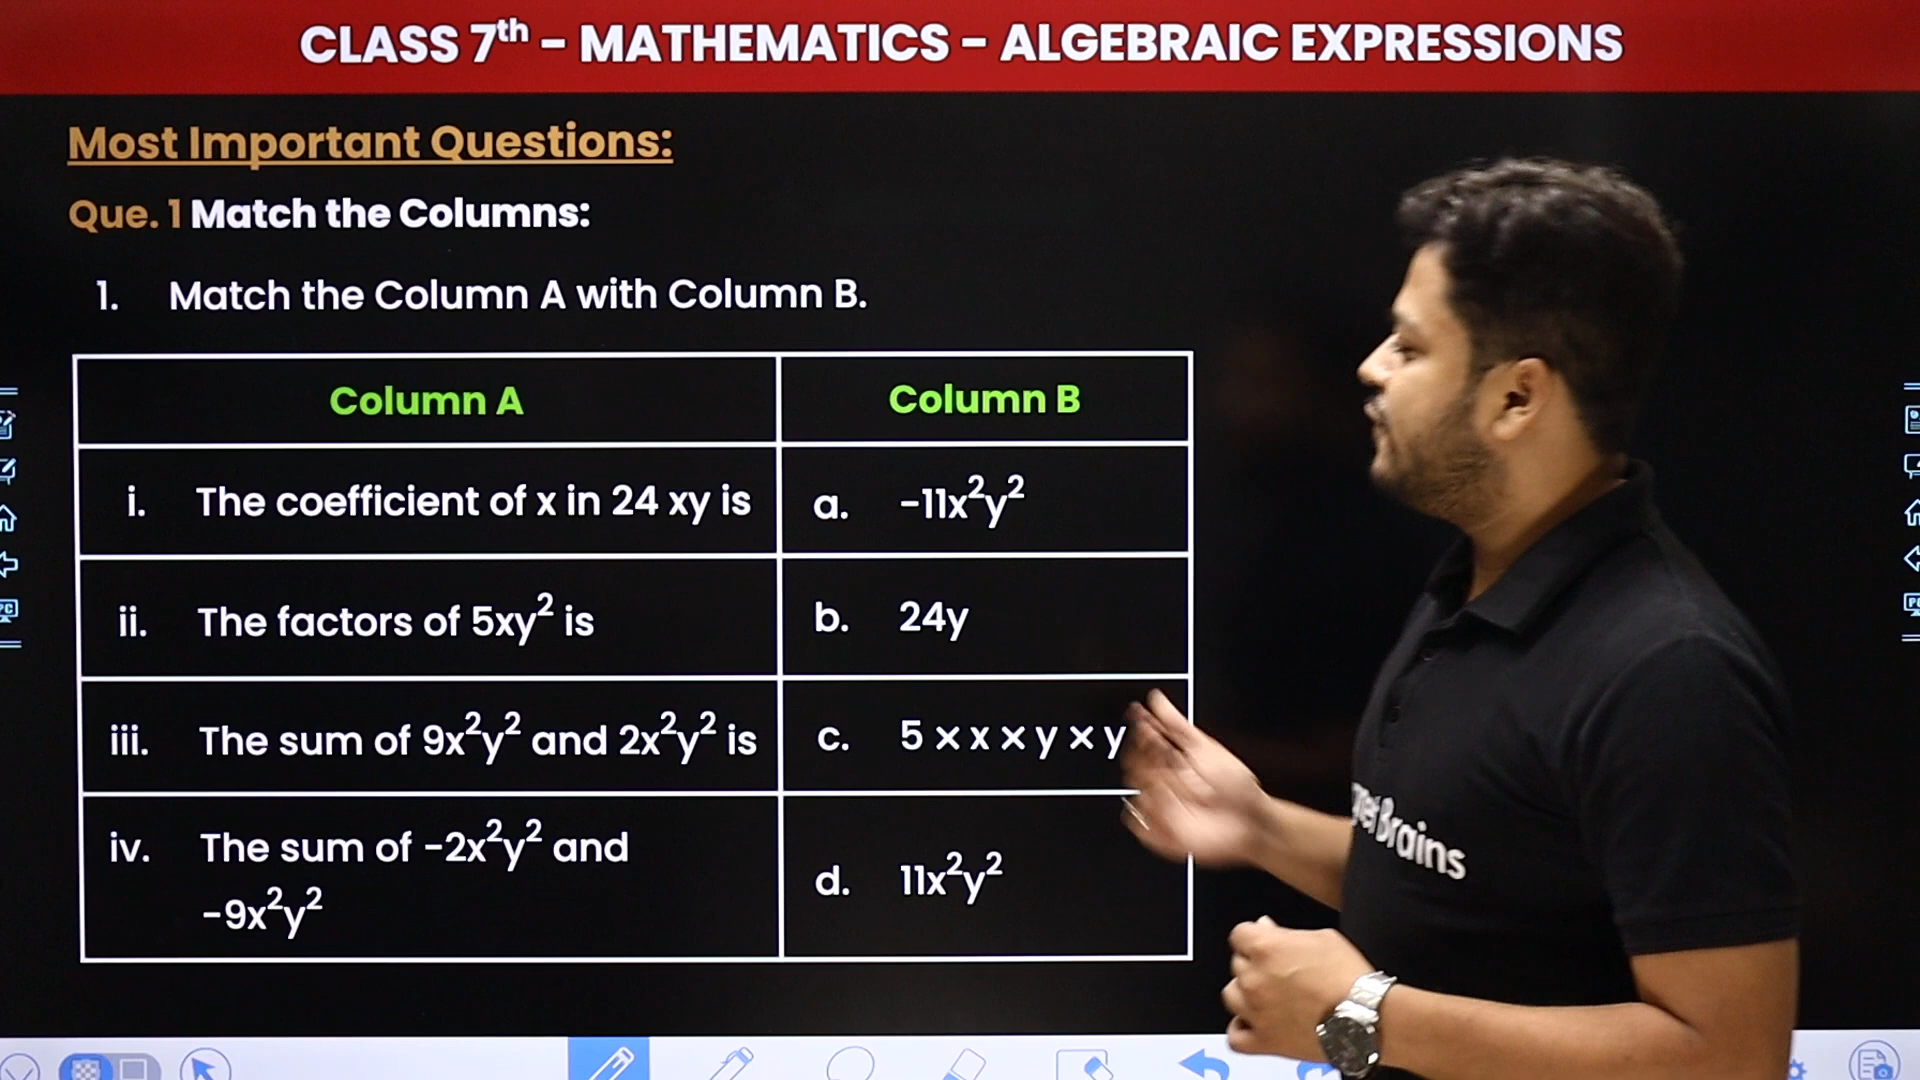 CLASS 7th - MATHEMATICS - ALGEBRAIC EXPRESSIONS
Most Important Questions:
Que. 1 Match the Columns:
1. Match the Column A with Column B.
Column A Column B
i. The coefficient of x in 24 xy is a. -11x²y²
ii. The factors of 5xy² is b. 24y
iii. The sum of 9x²y² and 2x²y² is c. 5 × x × y × y
iv. The sum of -2x²y² and
-9x²y²
d. 11x²y²
Brains